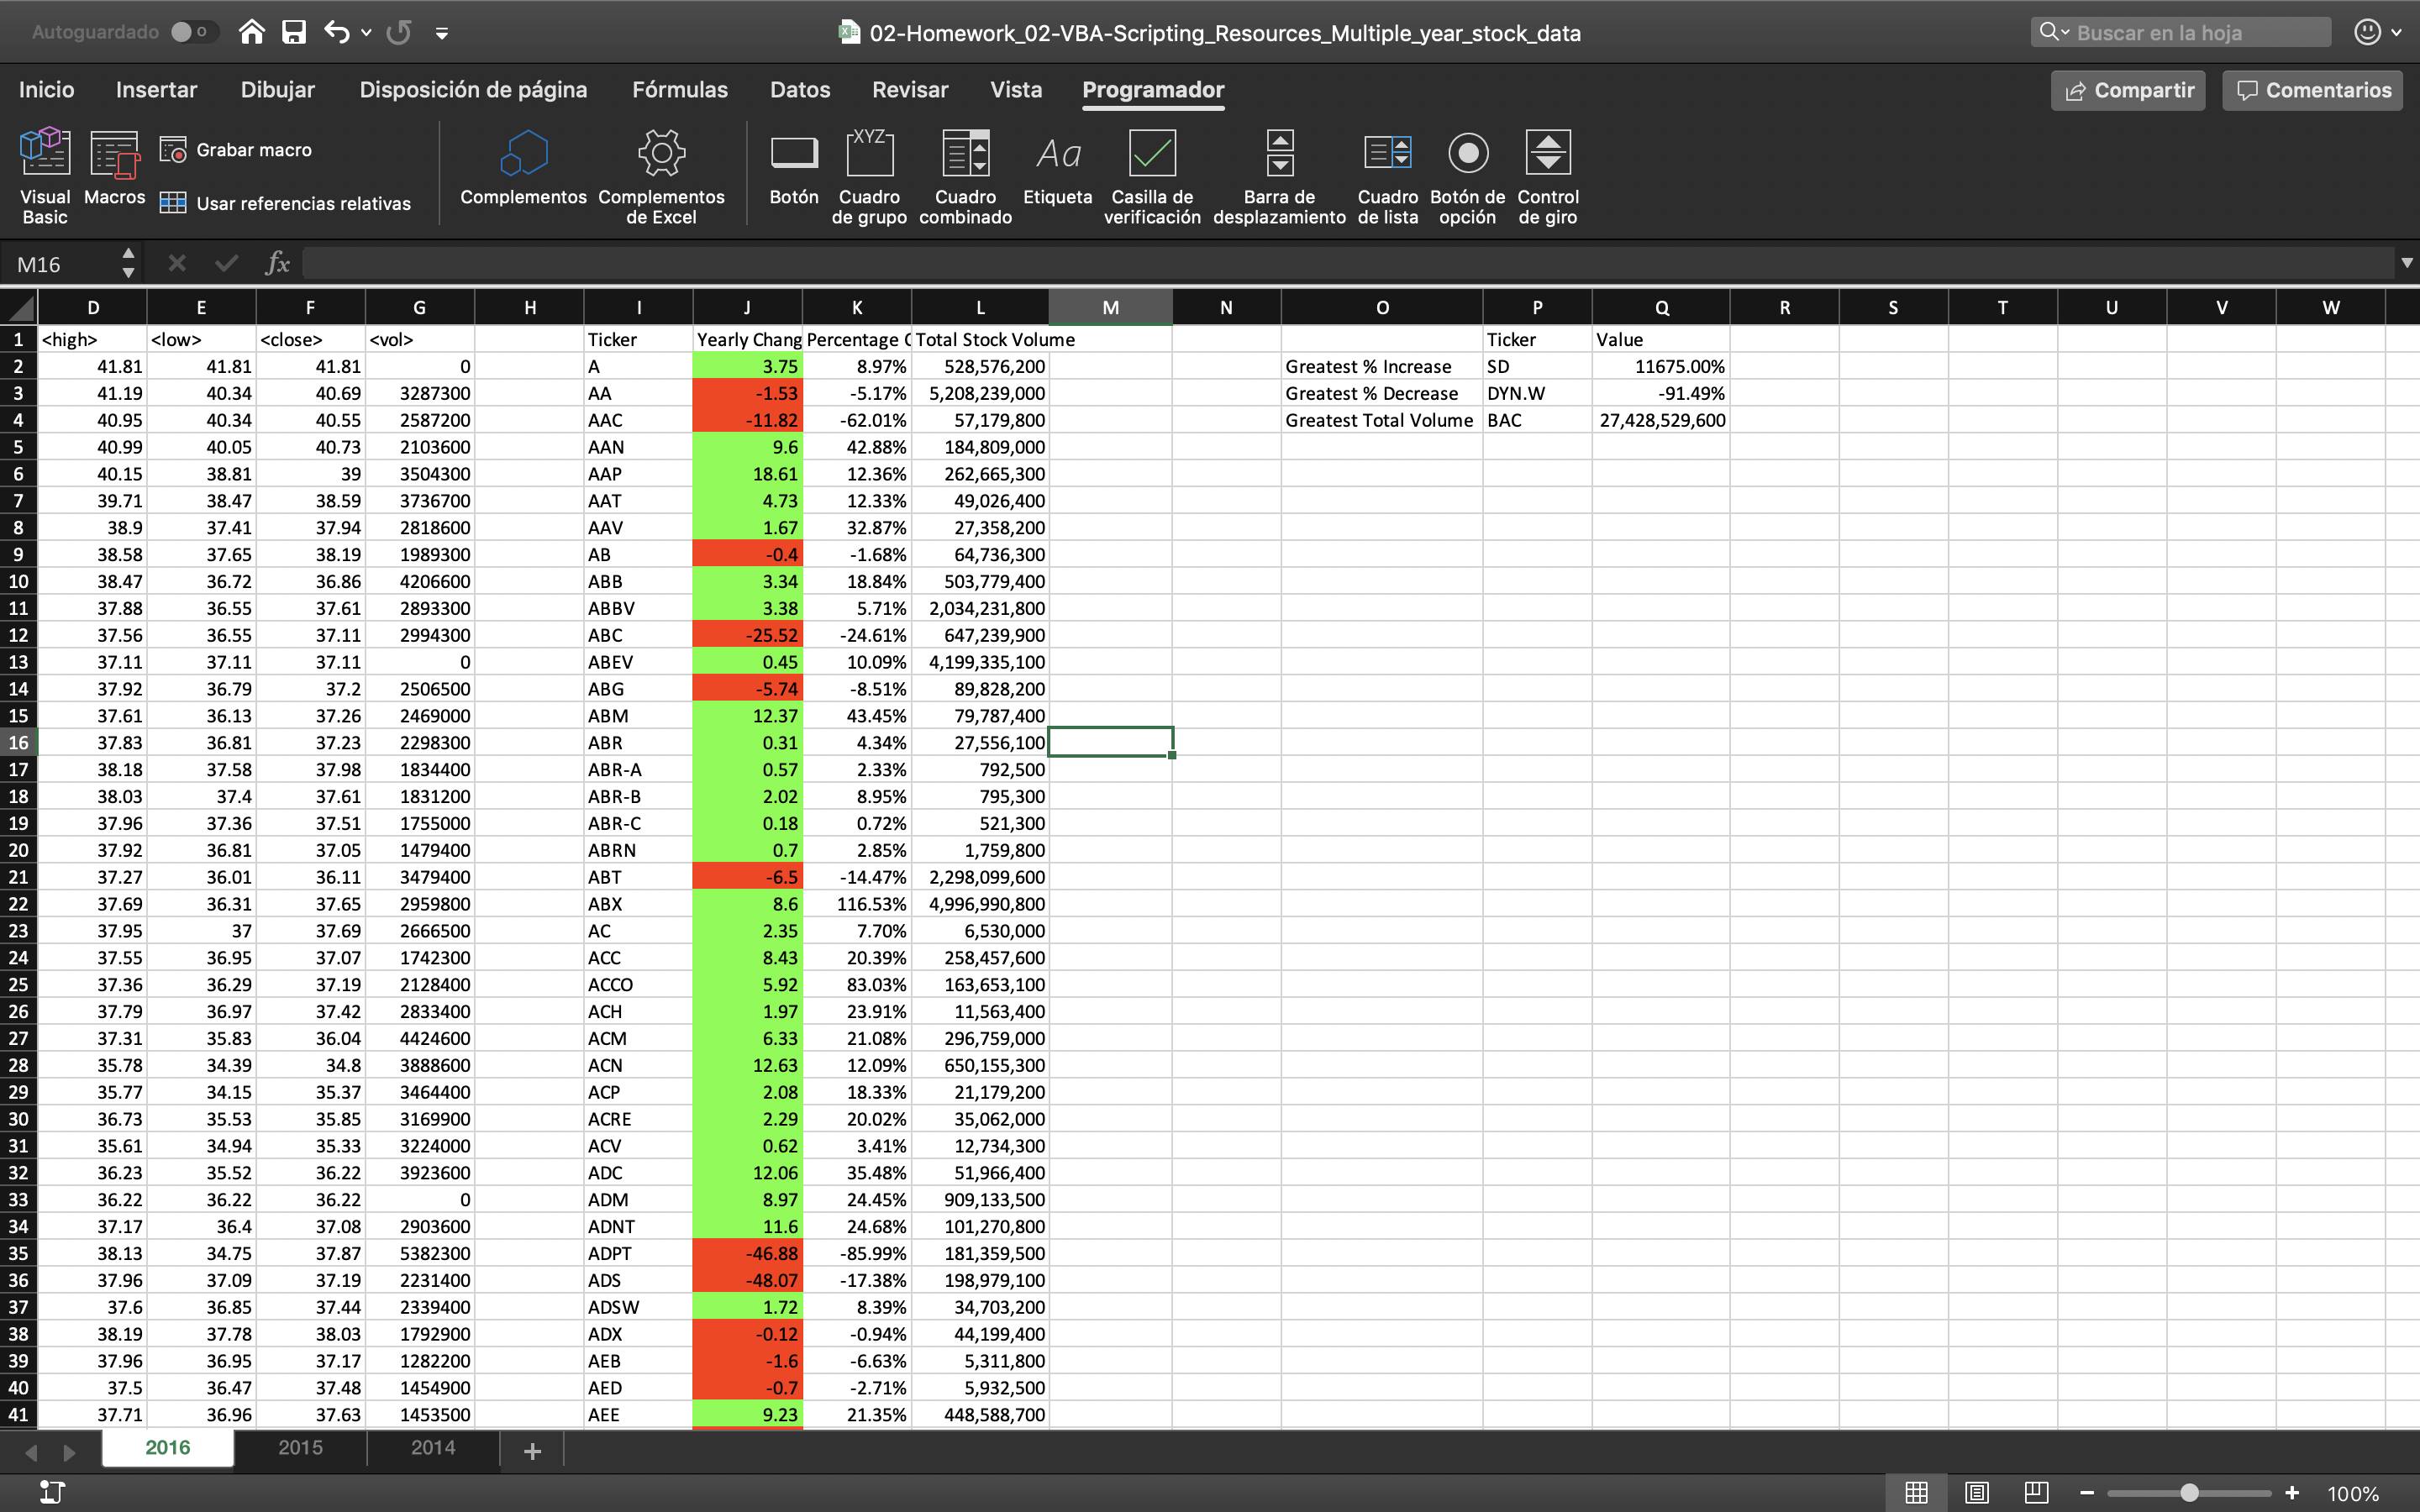 Autoguardado
02-Homework_02-VBA-Scripting_Resources_Multiple_year_stock_data
Buscar en la hoja
Inicio Insertar Dibujar Disposición de página Fórmulas Datos Revisar Vista Programador Compartir Comentarios
Visual Basic
Macros
Grabar macro
Usar referencias relativas
Complementos
Complementos de Excel
Botón
Cuadro de grupo
Cuadro combinado
Etiqueta
Casilla de verificación
Barra de desplazamiento
Cuadro de lista
Botón de opción
Control de giro
M16 fx
D E F G H I J K L M N O P Q R S T U V W
1 <high> <low> <close> <vol> Ticker Yearly Chang Percentage C Total Stock Volume Ticker Value
2 41.81 41.81 41.81 0 A 3.75 8.97% 528,576,200 Greatest % Increase SD 11675.00%
3 41.19 40.34 40.69 3287300 AA -1.53 -5.17% 5,208,239,000 Greatest % Decrease DYN.W -91.49%
4 40.95 40.34 40.55 2587200 AAC -11.82 -62.01% 57,179,800 Greatest Total Volume BAC 27,428,529,600
5 40.99 40.05 40.73 2103600 AAN 9.6 42.88% 184,809,000
6 40.15 38.81 39 3504300 AAP 18.61 12.36% 262,665,300
7 39.71 38.47 38.59 3736700 AAT 4.73 12.33% 49,026,400
8 38.9 37.41 37.94 2818600 AAV 1.67 32.87% 27,358,200
9 38.58 37.65 38.19 1989300 AB -0.4 -1.68% 64,736,300
10 38.47 36.72 36.86 4206600 ABB 3.34 18.84% 503,779,400
11 37.88 36.55 37.61 2893300 ABBV 3.38 5.71% 2,034,231,800
12 37.56 36.55 37.11 2994300 ABC -25.52 -24.61% 647,239,900
13 37.11 37.11 37.11 0 ABEV 0.45 10.09% 4,199,335,100
14 37.92 36.79 37.2 2506500 ABG -5.74 -8.51% 89,828,200
15 37.61 36.13 37.26 2469000 ABM 12.37 43.45% 79,787,400
16 37.83 36.81 37.23 2298300 ABR 0.31 4.34% 27,556,100
17 38.18 37.58 37.98 1834400 ABR-A 0.57 2.33% 792,500
18 38.03 37.4 37.61 1831200 ABR-B 2.02 8.95% 795,300
19 37.96 37.36 37.51 1755000 ABR-C 0.18 0.72% 521,300
20 37.92 36.81 37.05 1479400 ABRN 0.7 2.85% 1,759,800
21 37.27 36.01 36.11 3479400 ABT -6.5 -14.47% 2,298,099,600
22 37.69 36.31 37.65 2959800 ABX 8.6 116.53% 4,996,990,800
23 37.95 37 37.69 2666500 AC 2.35 7.70% 6,530,000
24 37.55 36.95 37.07 1742300 ACC 8.43 20.39% 258,457,600
25 37.36 36.29 37.19 2128400 ACCO 5.92 83.03% 163,653,100
26 37.79 36.97 37.42 2833400 ACH 1.97 23.91% 11,563,400
27 37.31 35.83 36.04 4424600 ACM 6.33 21.08% 296,759,000
28 35.78 34.39 34.8 3888600 ACN 12.63 12.09% 650,155,300
29 35.77 34.15 35.37 3464400 ACP 2.08 18.33% 21,179,200
30 36.73 35.53 35.85 3169900 ACRE 2.29 20.02% 35,062,000
31 35.61 34.94 35.33 3224000 ACV 0.62 3.41% 12,734,300
32 36.23 35.52 36.22 3923600 ADC 12.06 35.48% 51,966,400
33 36.22 36.22 36.22 0 ADM 8.97 24.45% 909,133,500
34 37.17 36.4 37.08 2903600 ADNT 11.6 24.68% 101,270,800
35 38.13 34.75 37.87 5382300 ADPT -46.88 -85.99% 181,359,500
36 37.96 37.09 37.19 2231400 ADS -48.07 -17.38% 198,979,100
37 37.6 36.85 37.44 2339400 ADSW 1.72 8.39% 34,703,200
38 38.19 37.78 38.03 1792900 ADX -0.12 -0.94% 44,199,400
39 37.96 36.95 37.17 1282200 AEB -1.6 -6.63% 5,311,800
40 37.5 36.47 37.48 1454900 AED -0.7 -2.71% 5,932,500
41 37.71 36.96 37.63 1453500 AEE 9.23 21.35% 448,588,700
2016 2015 2014
100%